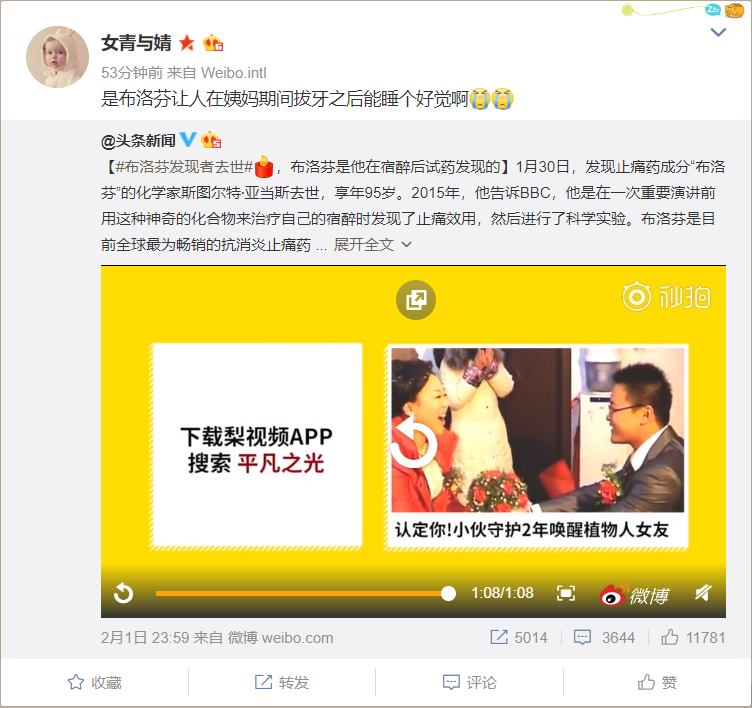 女青与婧
53分钟前 来自 Weibo.intl
是布洛芬让人在姨妈期间拔牙之后能睡个好觉啊😭😭
@头条新闻
【#布洛芬发现者去世#🕯，布洛芬是他在宿醉后试药发现的】1月30日，发现止痛药成分“布洛
芬”的化学家斯图尔特·亚当斯去世，享年95岁。2015年，他告诉BBC，他是在一次重要演讲前
用这种神奇的化合物来治疗自己的宿醉时发现了止痛效用，然后进行了科学实验。布洛芬是目
前全球最为畅销的抗消炎止痛药 ... 展开全文
秒拍
下载梨视频APP
搜索 平凡之光
认定你!小伙守护2年唤醒植物人女友
1:08/1:08
微博
2月1日 23:59 来自 微博 weibo.com
5014
3644
11781
收藏
转发
评论
赞